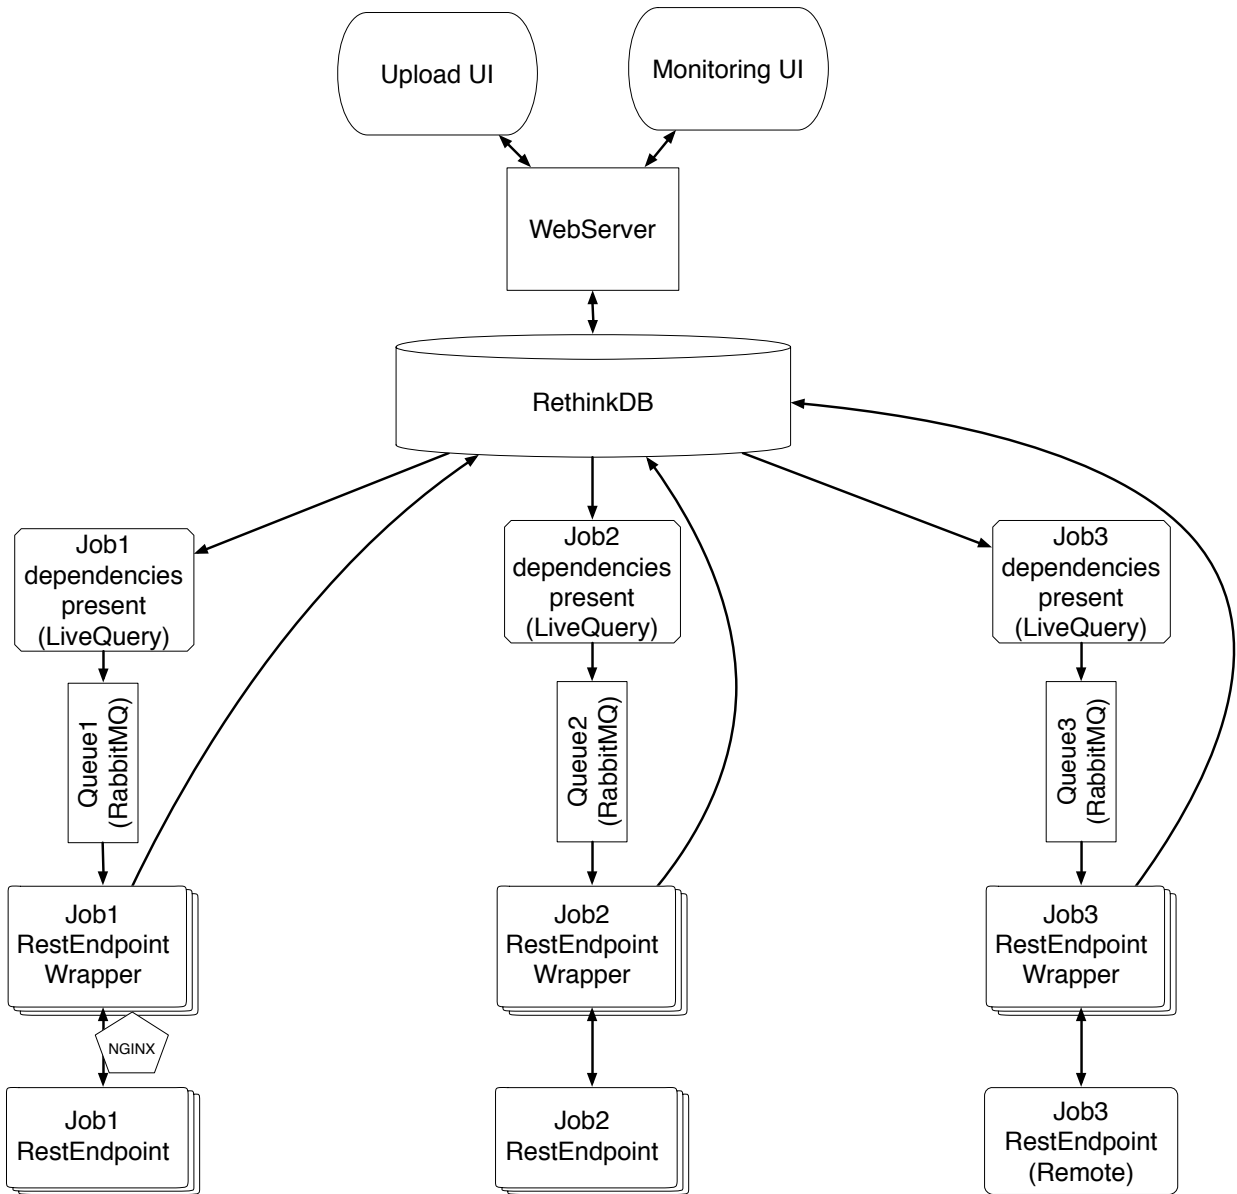 Upload UI
Monitoring UI
WebServer
RethinkDB
Job1
dependencies
present
(LiveQuery)
Job2
dependencies
present
(LiveQuery)
Job3
dependencies
present
(LiveQuery)
Queue1
(RabbitMQ)
Queue2
(RabbitMQ)
Queue3
(RabbitMQ)
Job1
RestEndpoint
Wrapper
Job2
RestEndpoint
Wrapper
Job3
RestEndpoint
Wrapper
NGINX
Job1
RestEndpoint
Job2
RestEndpoint
Job3
RestEndpoint
(Remote)